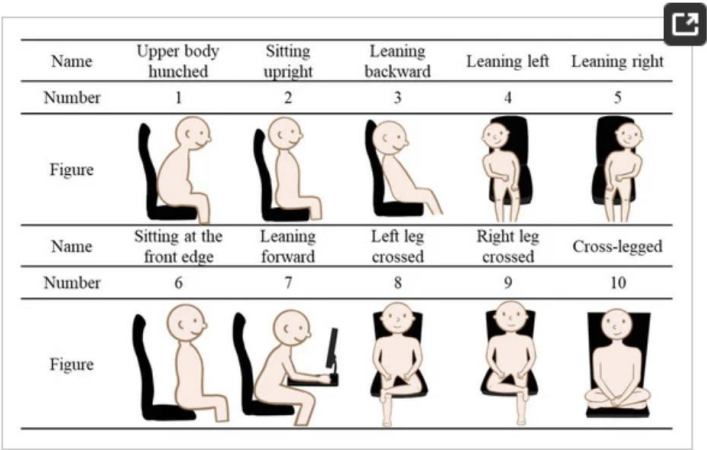 Name Upper body hunched Sitting upright Leaning backward Leaning left Leaning right
Number 1 2 3 4 5
Figure
Name Sitting at the front edge Leaning forward Left leg crossed Right leg crossed Cross-legged
Number 6 7 8 9 10
Figure